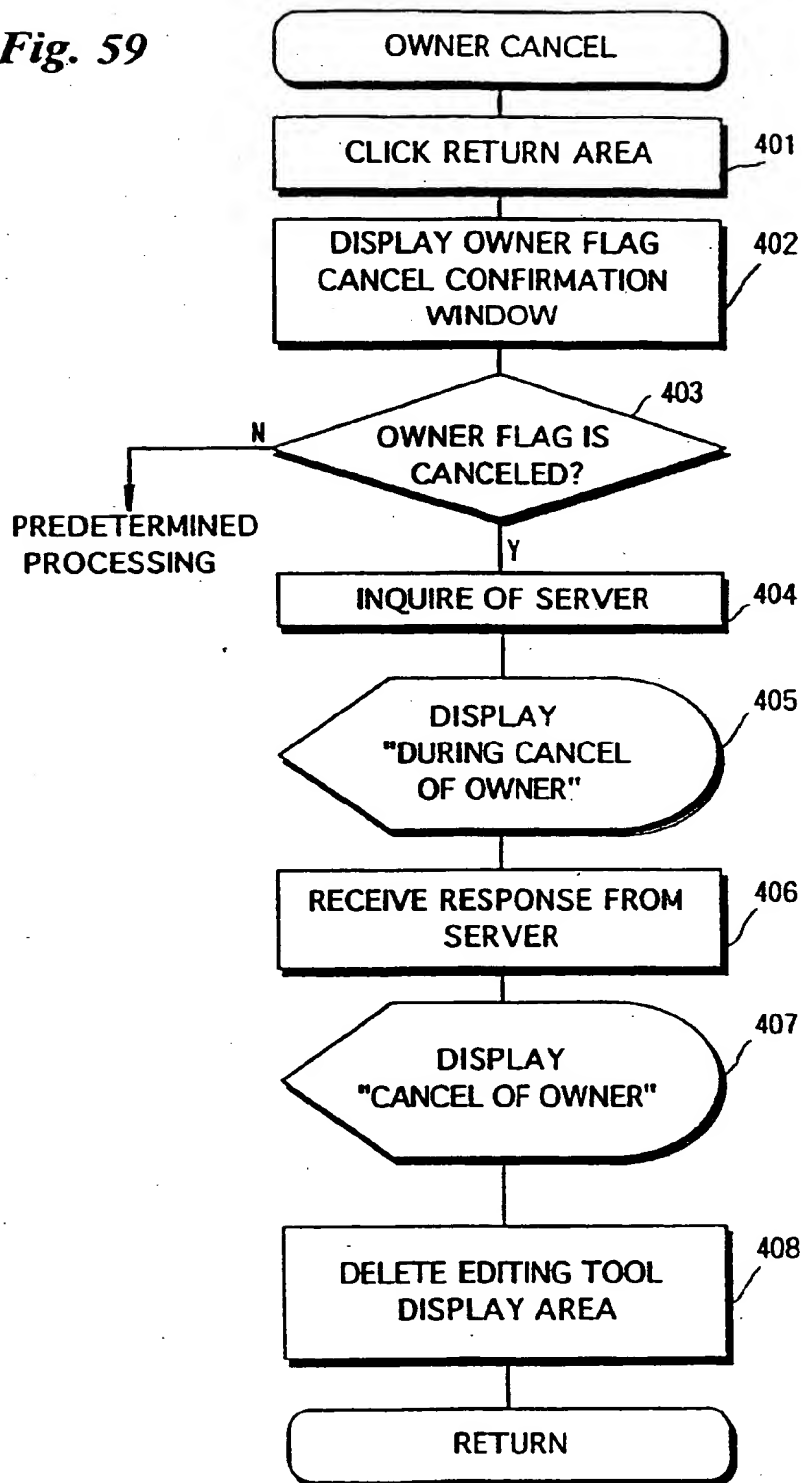 Fig. 59
OWNER CANCEL
CLICK RETURN AREA
401
DISPLAY OWNER FLAG
CANCEL CONFIRMATION
WINDOW
402
403
N
OWNER FLAG IS
CANCELED?
PREDETERMINED
PROCESSING
Y
INQUIRE OF SERVER
404
DISPLAY
"DURING CANCEL
OF OWNER"
405
RECEIVE RESPONSE FROM
SERVER
406
DISPLAY
"CANCEL OF OWNER"
407
DELETE EDITING TOOL
DISPLAY AREA
408
RETURN